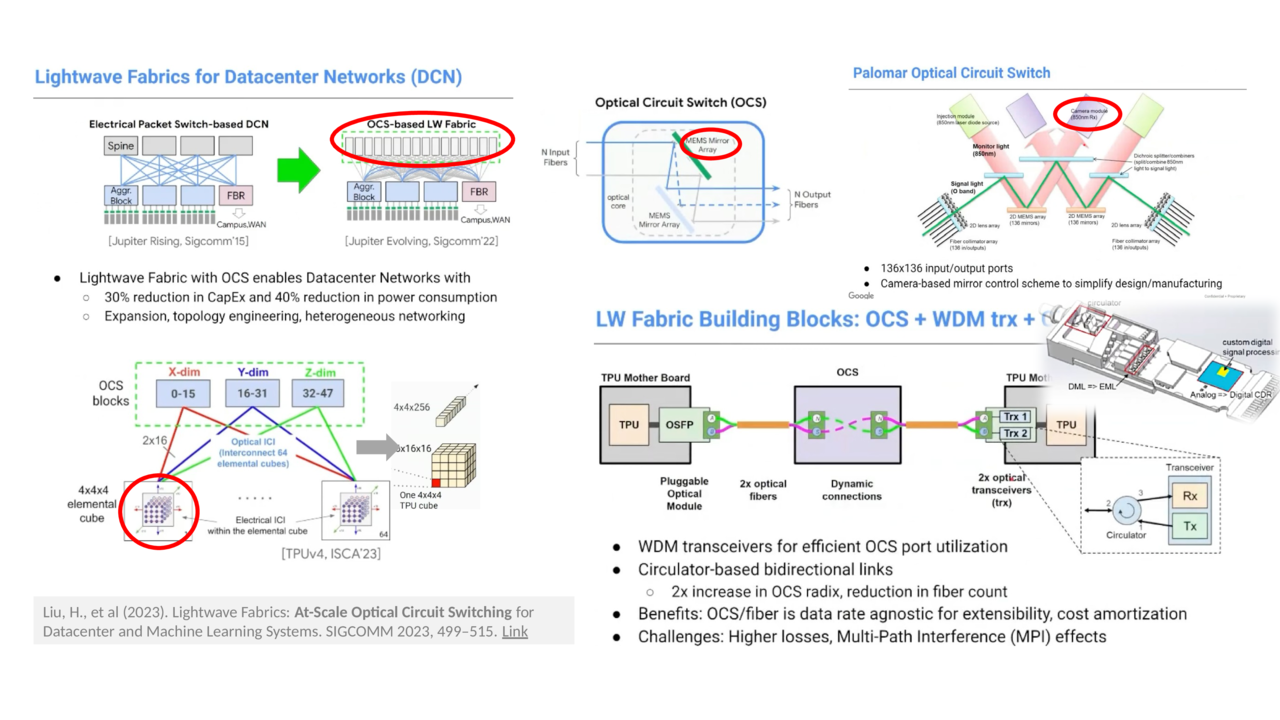 Lightwave Fabrics for Datacenter Networks (DCN)
Electrical Packet Switch-based DCN
Spine
Aggr.
Block
FBR
Campus,WAN
[Jupiter Rising, Sigcomm'15]
OCS-based LW Fabric
Aggr.
Block
FBR
Campus,WAN
[Jupiter Evolving, Sigcomm'22]
● Lightwave Fabric with OCS enables Datacenter Networks with
○ 30% reduction in CapEx and 40% reduction in power consumption
○ Expansion, topology engineering, heterogeneous networking
OCS
blocks
X-dim
Y-dim
Z-dim
0-15
16-31
32-47
2x16
Optical ICI
(Interconnect 64
elemental cubes)
4x4x4
elemental
cube
.....
Electrical ICI
within the elemental cube
64
[TPUv4, ISCA'23]
4x4x256
x16x16
One 4x4x4
TPU cube
Liu, H., et al (2023). Lightwave Fabrics: At-Scale Optical Circuit Switching for
Datacenter and Machine Learning Systems. SIGCOMM 2023, 499–515. Link
Optical Circuit Switch (OCS)
N Input
Fibers
MEMS Mirror
Array
optical
core
MEMS
Mirror Array
N Output
Fibers
Palomar Optical Circuit Switch
Injection module
(850nm laser diode source)
Camera module
(850nm Rx)
Monitor light
(850nm)
Dichroic splitter/combiners
(split/combine 850nm
light to signal light)
Signal light
(O band)
2D MEMS array
(136 mirrors)
2D MEMS array
(136 mirrors)
2D lens array
2D lens array
Fiber collimator array
(136 in/outputs)
Fiber collimator array
(136 in/outputs)
● 136x136 input/output ports
● Camera-based mirror control scheme to simplify design/manufacturing
Google
Confidential + Proprietary
LW Fabric Building Blocks: OCS + WDM trx +
circulator
custom digital
signal processin
DML => EML
Analog => Digital CDR
TPU Mother Board
OCS
TPU Mot
TPU
OSFP
Trx 1
Trx 2
TPU
Pluggable
Optical
Module
2x optical
fibers
Dynamic
connections
2x optical
transceivers
(trx)
Transceiver
Rx
Tx
1
2
3
Circulator
● WDM transceivers for efficient OCS port utilization
● Circulator-based bidirectional links
○ 2x increase in OCS radix, reduction in fiber count
● Benefits: OCS/fiber is data rate agnostic for extensibility, cost amortization
● Challenges: Higher losses, Multi-Path Interference (MPI) effects